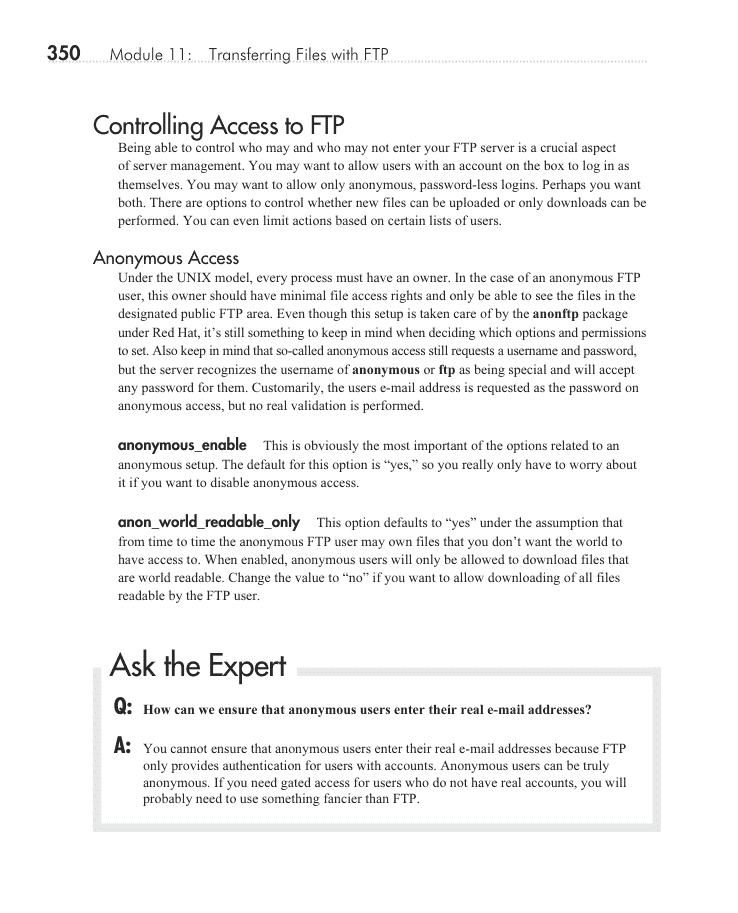 350 Module 11: Transferring Files with FTP
Controlling Access to FTP
Being able to control who may and who may not enter your FTP server is a crucial aspect
of server management. You may want to allow users with an account on the box to log in as
themselves. You may want to allow only anonymous, password-less logins. Perhaps you want
both. There are options to control whether new files can be uploaded or only downloads can be
performed. You can even limit actions based on certain lists of users.
Anonymous Access
Under the UNIX model, every process must have an owner. In the case of an anonymous FTP
user, this owner should have minimal file access rights and only be able to see the files in the
designated public FTP area. Even though this setup is taken care of by the anonftp package
under Red Hat, it's still something to keep in mind when deciding which options and permissions
to set. Also keep in mind that so-called anonymous access still requests a username and password,
but the server recognizes the username of anonymous or ftp as being special and will accept
any password for them. Customarily, the users e-mail address is requested as the password on
anonymous access, but no real validation is performed.
anonymous_enable This is obviously the most important of the options related to an
anonymous setup. The default for this option is “yes,” so you really only have to worry about
it if you want to disable anonymous access.
anon_world_readable_only This option defaults to “yes” under the assumption that
from time to time the anonymous FTP user may own files that you don’t want the world to
have access to. When enabled, anonymous users will only be allowed to download files that
are world readable. Change the value to “no” if you want to allow downloading of all files
readable by the FTP user.
Ask the Expert
Q: How can we ensure that anonymous users enter their real e-mail addresses?
A: You cannot ensure that anonymous users enter their real e-mail addresses because FTP
only provides authentication for users with accounts. Anonymous users can be truly
anonymous. If you need gated access for users who do not have real accounts, you will
probably need to use something fancier than FTP.